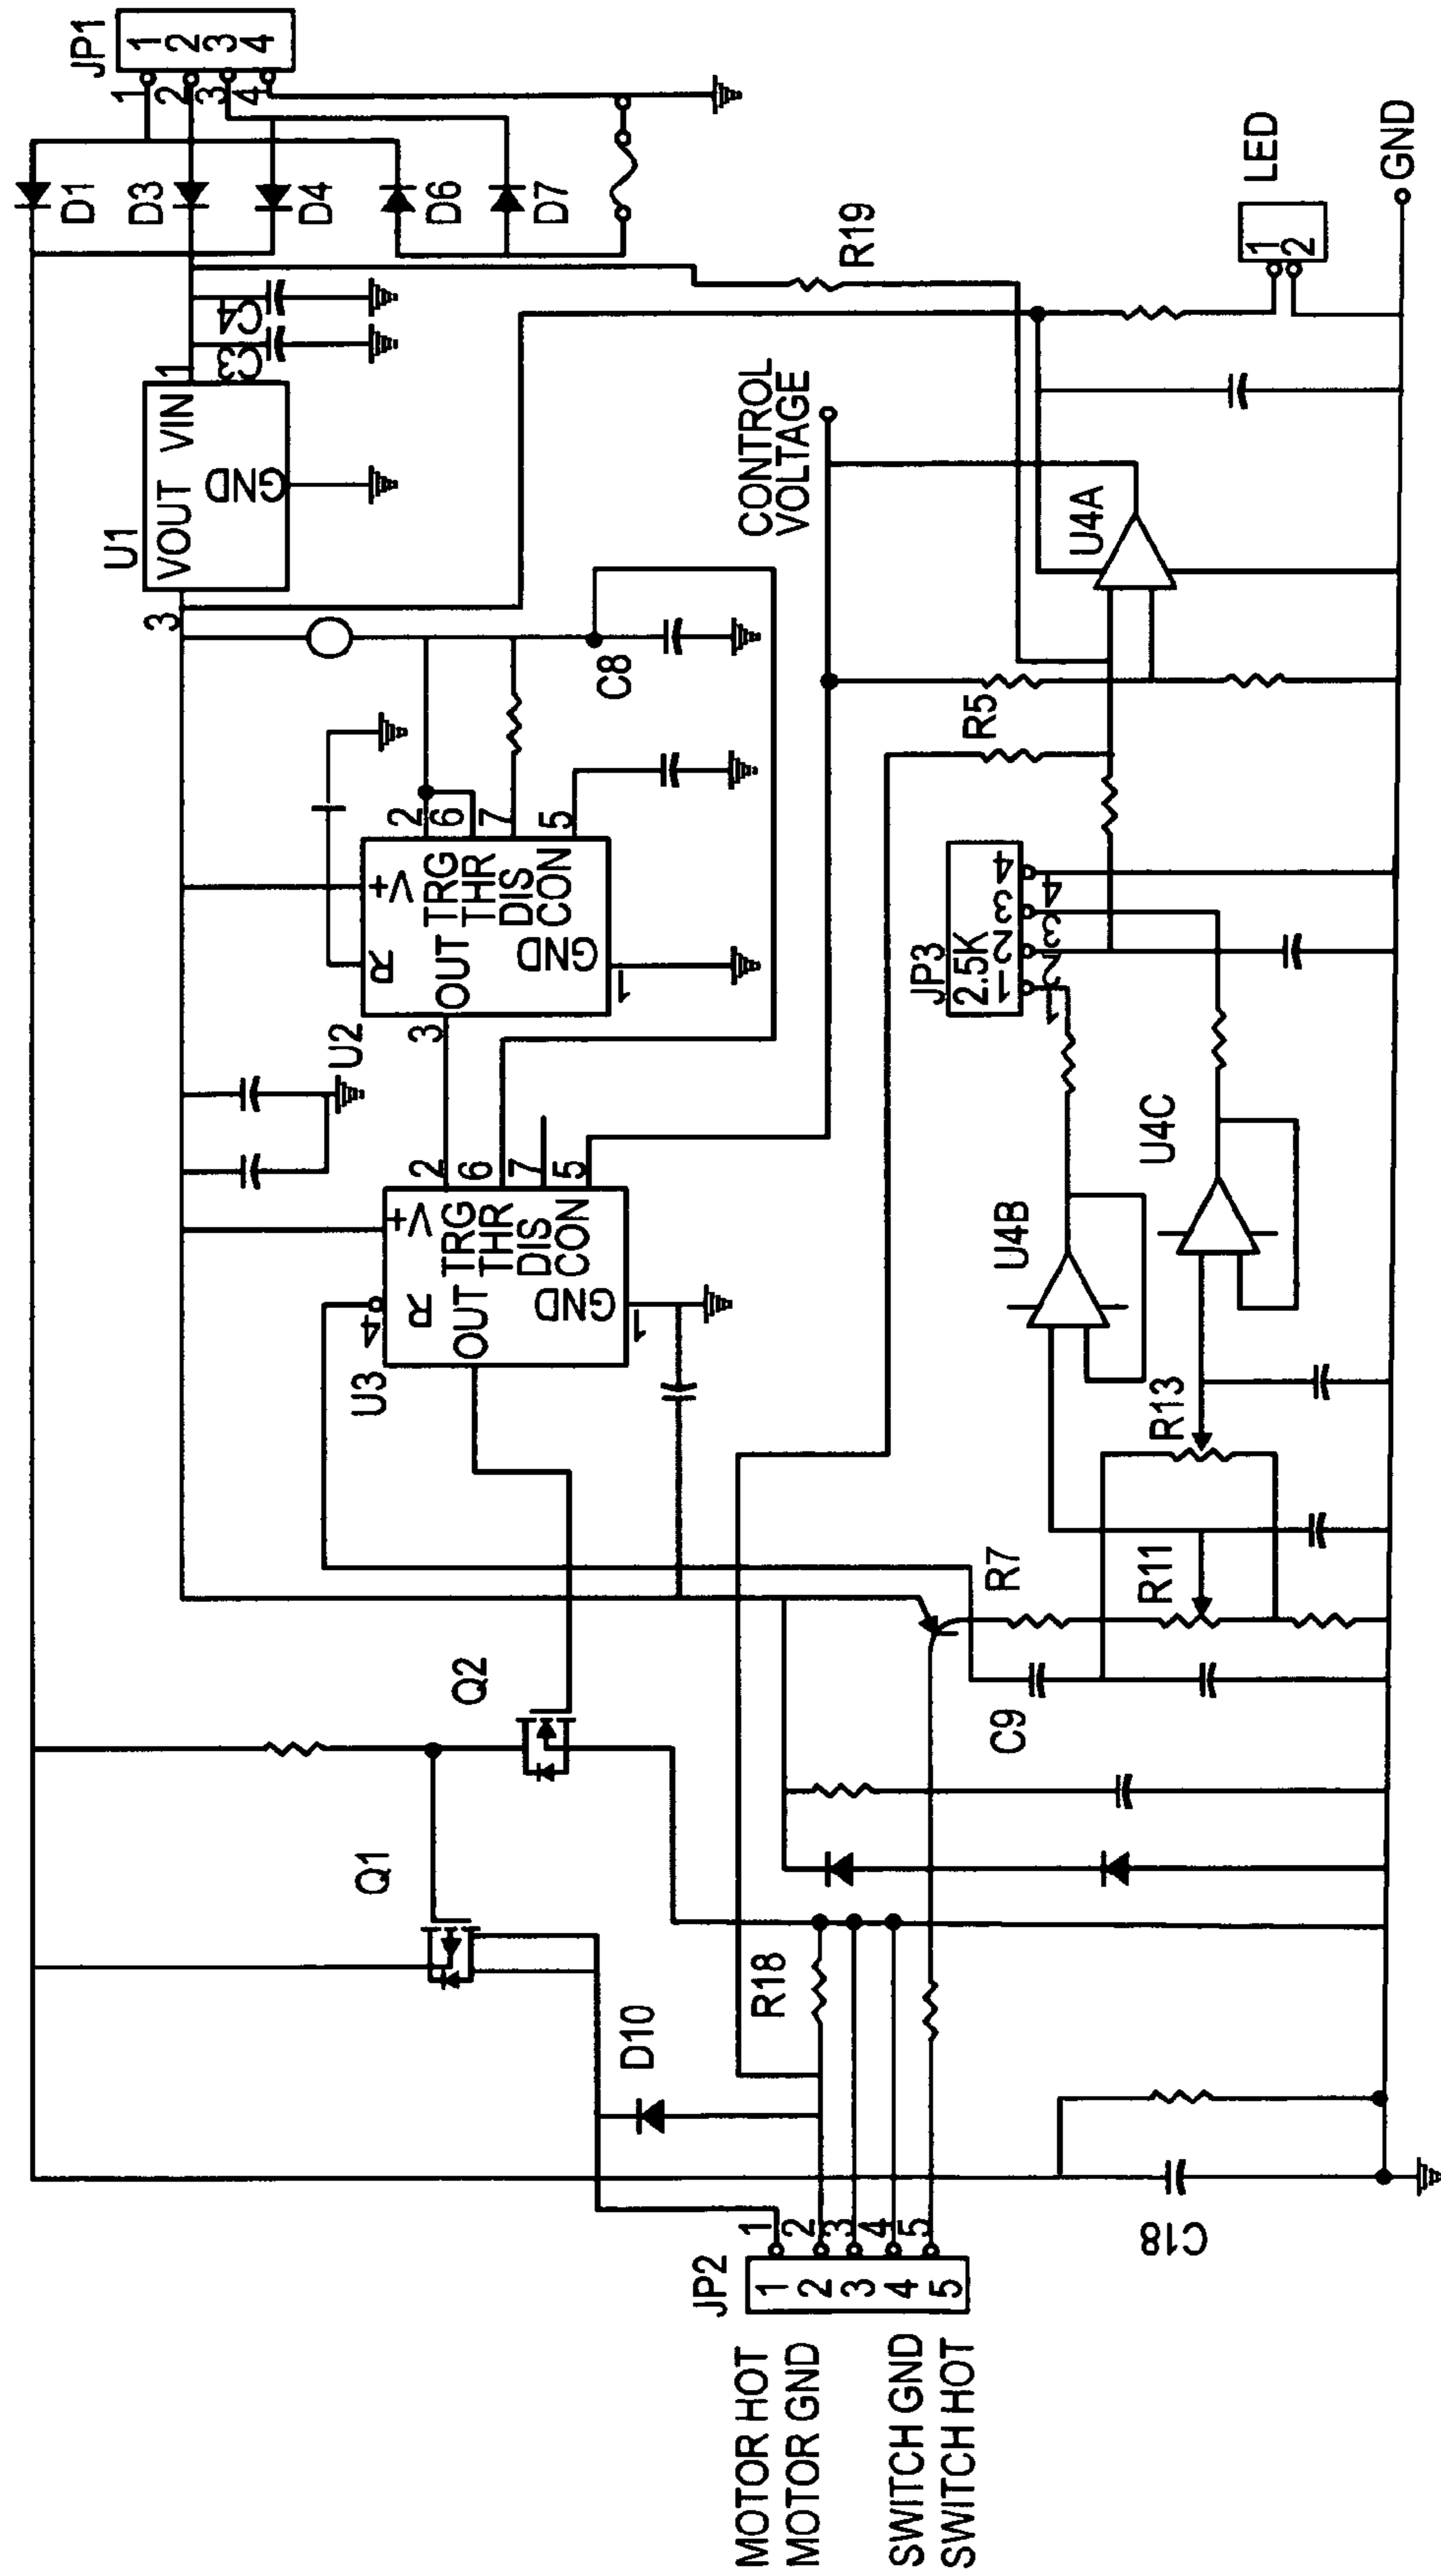 JP1
1
2
3
4
1
2
3
4
D1
D3
D4
D6
D7
C4
C3
1
U1
VOUT VIN
GND
3
R19
LED
1
2
GND
CONTROL
VOLTAGE
U4A
C8
R5
U2
V+
R
2
6
7
5
TRG
THR
DIS
CON
OUT
GND
1
3
JP3
2.5K
1
2
3
4
1
2
3
4
U3
V+
R
4
2
6
7
5
TRG
THR
DIS
CON
OUT
GND
1
U4B
U4C
R13
R11
R7
C9
Q2
Q1
R18
D10
C18
JP2
1
2
3
4
5
1
2
3
4
5
MOTOR HOT
MOTOR GND
SWITCH GND
SWITCH HOT